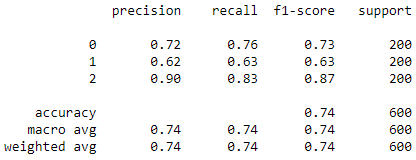 precision recall f1-score support
0 0.72 0.76 0.73 200
1 0.62 0.63 0.63 200
2 0.90 0.83 0.87 200
accuracy 0.74 600
macro avg 0.74 0.74 0.74 600
weighted avg 0.74 0.74 0.74 600